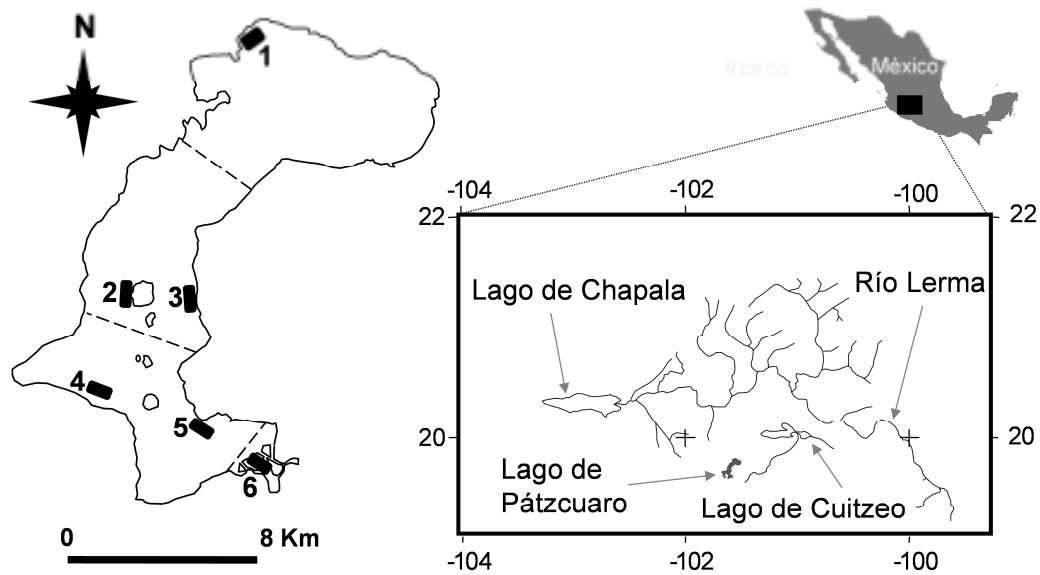 N
1
2
3
4
5
6
0 8 Km
México
-104 -102 -100
22 22
Lago de Chapala
Río Lerma
20 20
Lago de
Pátzcuaro
Lago de Cuitzeo
-104 -102 -100